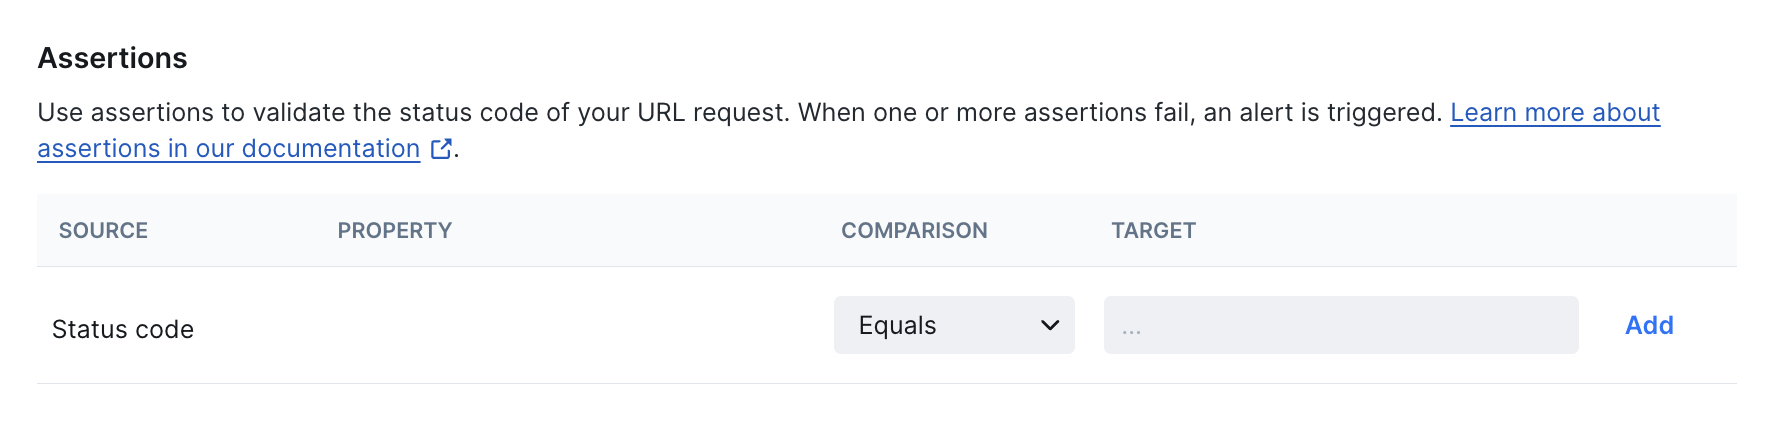 Assertions
Use assertions to validate the status code of your URL request. When one or more assertions fail, an alert is triggered. Learn more about
assertions in our documentation.
SOURCE PROPERTY COMPARISON TARGET
Status code Equals ... Add